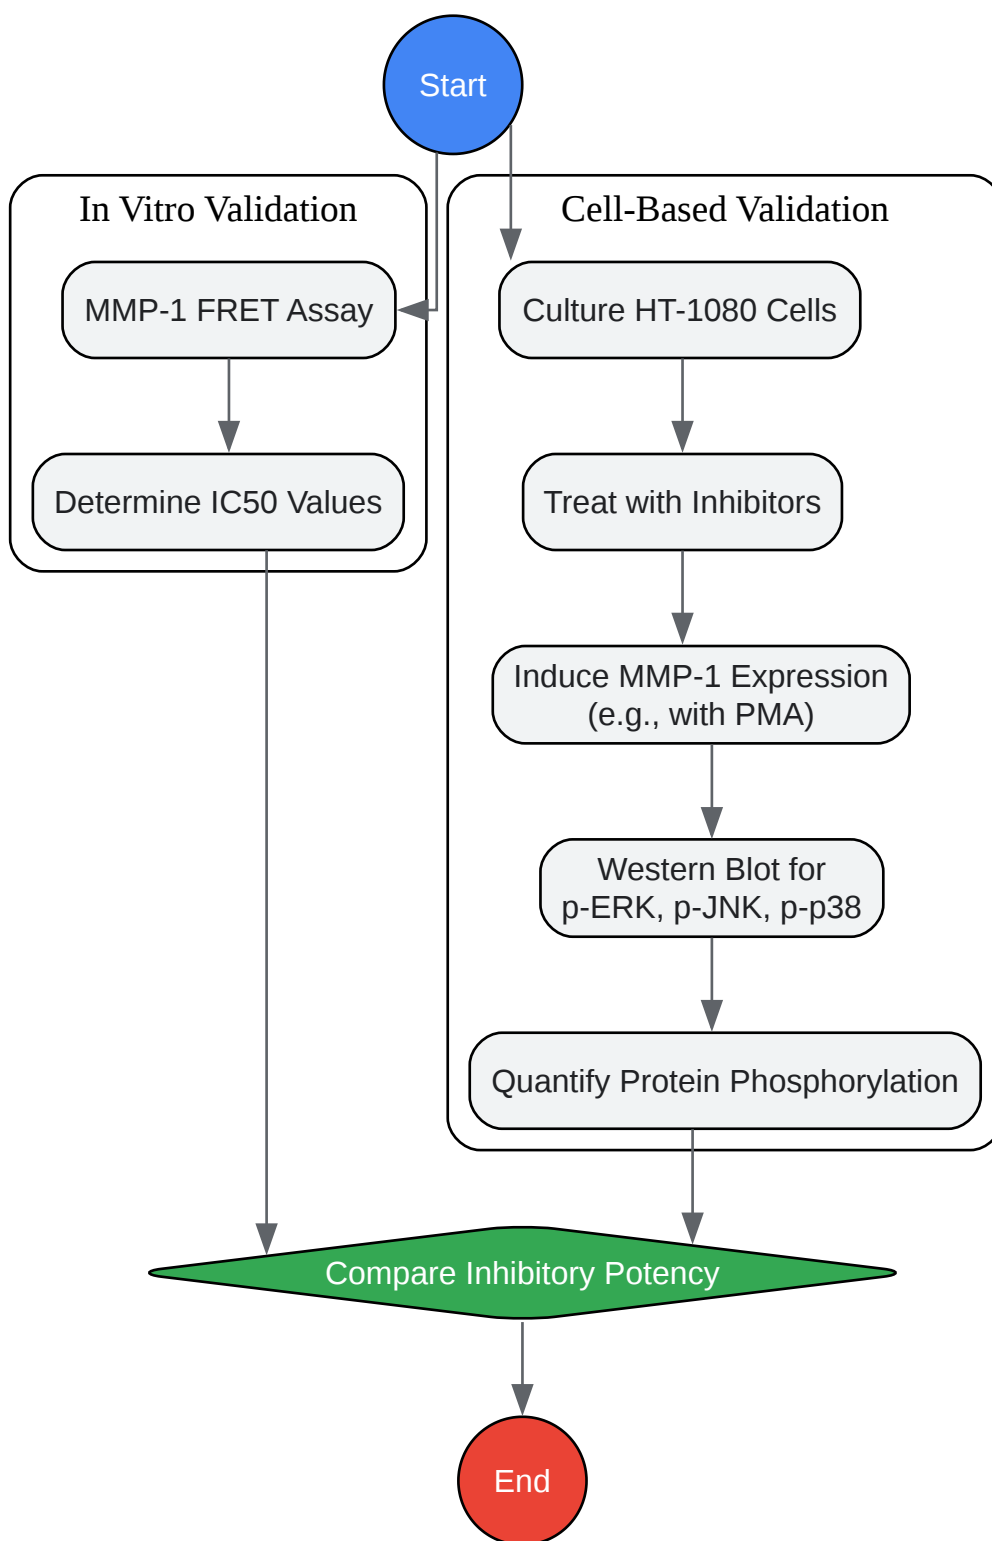 Start
In Vitro Validation
MMP-1 FRET Assay
Determine IC50 Values
Cell-Based Validation
Culture HT-1080 Cells
Treat with Inhibitors
Induce MMP-1 Expression
(e.g., with PMA)
Western Blot for
p-ERK, p-JNK, p-p38
Quantify Protein Phosphorylation
Compare Inhibitory Potency
End